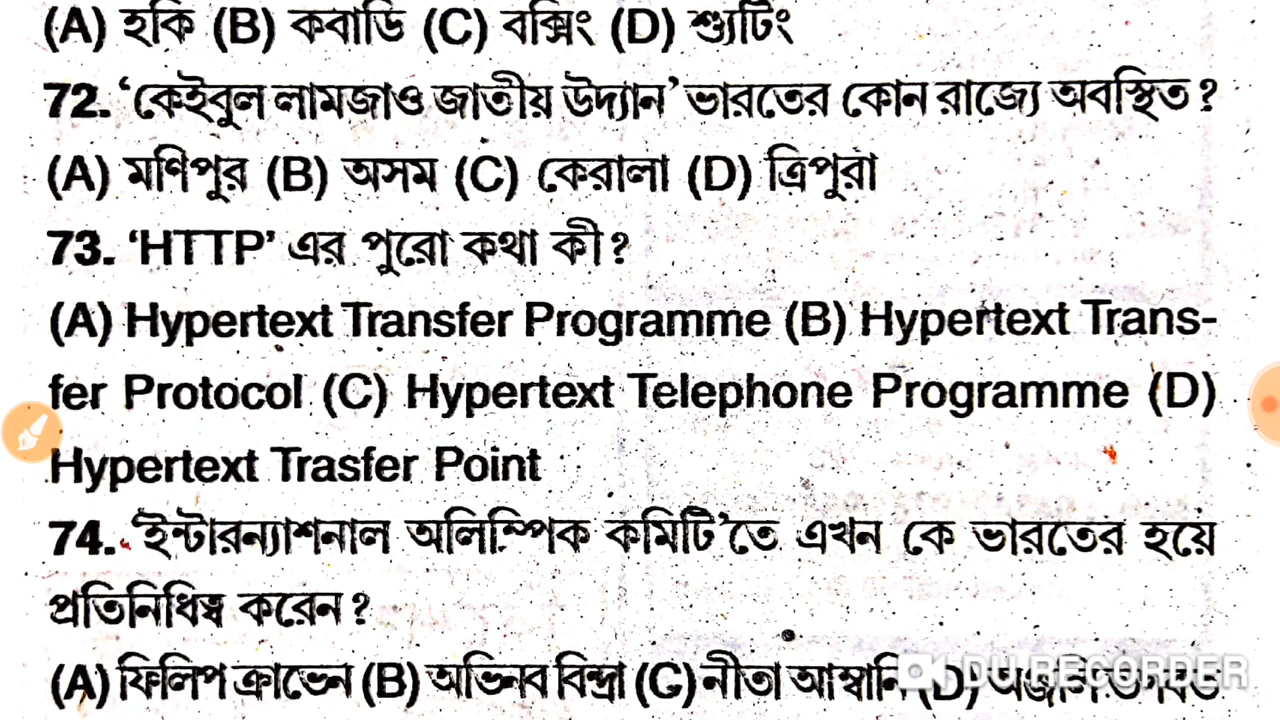 (A) হকি (B) কবাডি (C) বক্সিং (D) শ্যুটিং
72. ‘কেইবুল লামজাও জাতীয় উদ্যান’ ভারতের কোন রাজ্যে অবস্থিত?
(A) মণিপুর (B) অসম (C) কেরালা (D) ত্রিপুরা
73. ‘HTTP’ এর পুরো কথা কী?
(A) Hypertext Transfer Programme (B) Hypertext Trans-
fer Protocol (C) Hypertext Telephone Programme (D)
Hypertext Trasfer Point
74. ‘ইন্টারন্যাশনাল অলিম্পিক কমিটি’তে এখন কে ভারতের হয়ে
প্রতিনিধিত্ব করেন?
(A) ফিলিপ ক্রাভেন (B) অভিনব বিন্দ্রা (C) নীতা আম্বানি (D)
DU RECORDER